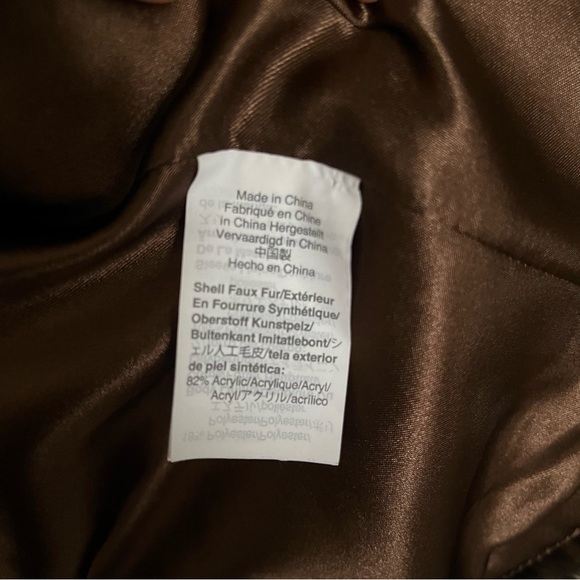 Made in China
Fabriqué en Chine
In China Hergestellt
Vervaardigd in China
中国製
Hecho en China
Shell Faux Fur/Extérieur
En Fourrure Synthétique/
Oberstoff Kunstpelz/
Buitenkant Imitatiebont/シ
ェル人工毛皮/tela exterior
de piel sintética:
82% Acrylic/Acrylique/Acryl/
Acryl/アクリル/acrílico